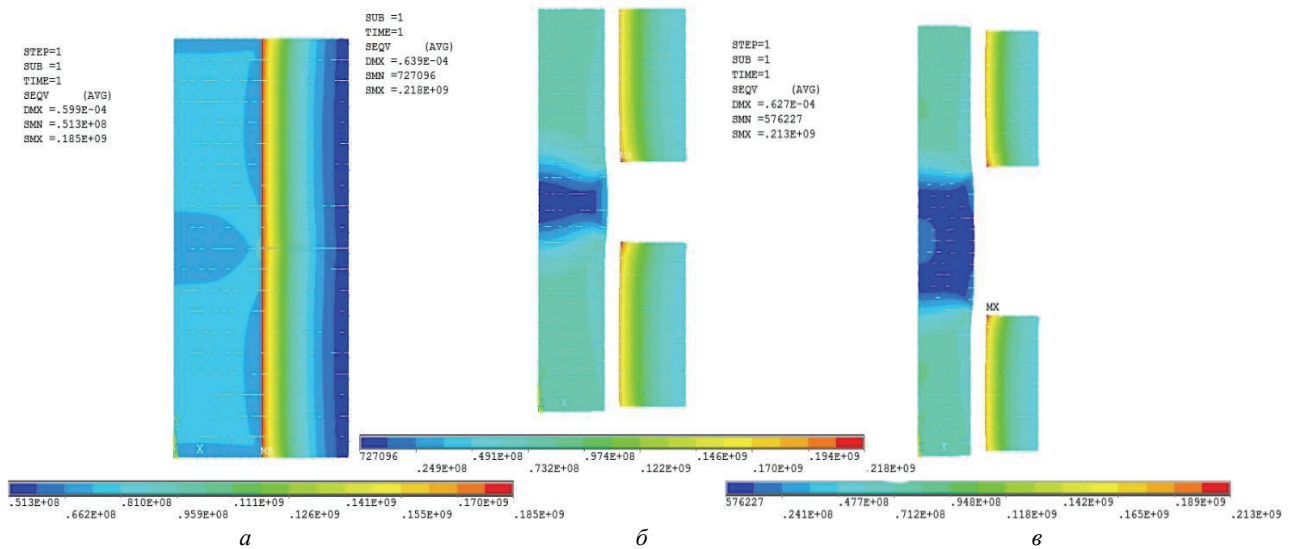 STEP=1
SUB =1
TIME=1
SEQV (AVG)
DMX =.599E-04
SMN =.513E+08
SMX =.185E+09
X
.513E+08 .810E+08 .111E+09 .141E+09 .170E+09
.662E+08 .959E+08 .126E+09 .155E+09 .185E+09
а
SUB =1
TIME=1
SEQV (AVG)
DMX =.639E-04
SMN =727096
SMX =.218E+09
X
727096 .491E+08 .974E+08 .146E+09 .194E+09
.249E+08 .732E+08 .122E+09 .170E+09 .218E+09
б
STEP=1
SUB =1
TIME=1
SEQV (AVG)
DMX =.627E-04
SMN =576227
SMX =.213E+09
MX
576227 .477E+08 .948E+08 .142E+09 .189E+09
.241E+08 .712E+08 .118E+09 .165E+09 .213E+09
в